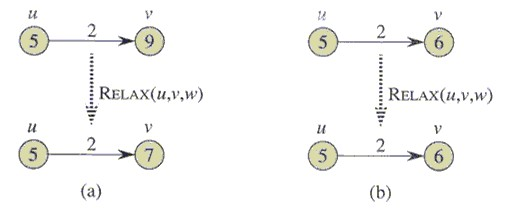 u v u v
5 2 9 5 2 6
RELAX(u,v,w) RELAX(u,v,w)
u v u v
5 2 7 5 2 6
(a) (b)